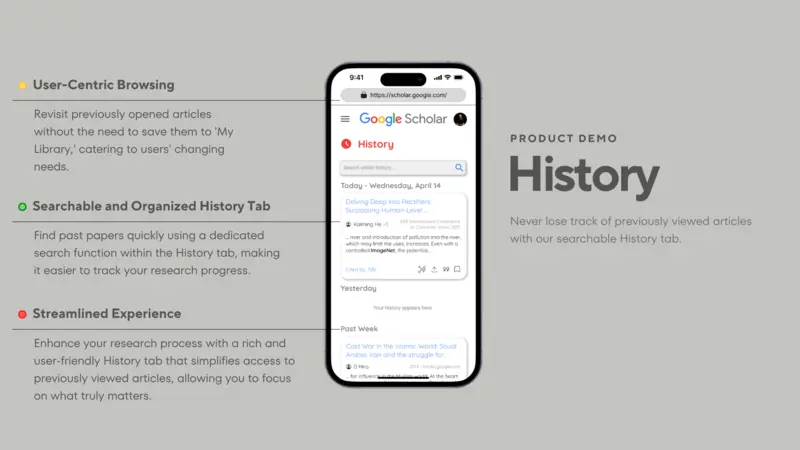 User-Centric Browsing
Revisit previously opened articles
without the need to save them to 'My
Library,' catering to users' changing
needs.
Searchable and Organized History Tab
Find past papers quickly using a dedicated
search function within the History tab, making
it easier to track your research progress.
Streamlined Experience
Enhance your research process with a rich and
user-friendly History tab that simplifies access to
previously viewed articles, allowing you to focus
on what truly matters.
9:41
https://scholar.google.com/
Google Scholar
History
Search within history...
Today - Wednesday, April 14
Delving Deep into Rectifiers:
Surpassing Human-Level ...
Kaiming He +1
... river and introduction of pollution into the river,
which may limit the uses, increases. Even with a
controlled ImageNet, the potential...
Cited by
Yesterday
Your history appears here
Past Week
Cold War in the Islamic World: Saudi
Arabia, Iran and the struggle for...
D Hiro
... for influence in the Muslim world. At the heart
PRODUCT DEMO
History
Never lose track of previously viewed articles
with our searchable History tab.